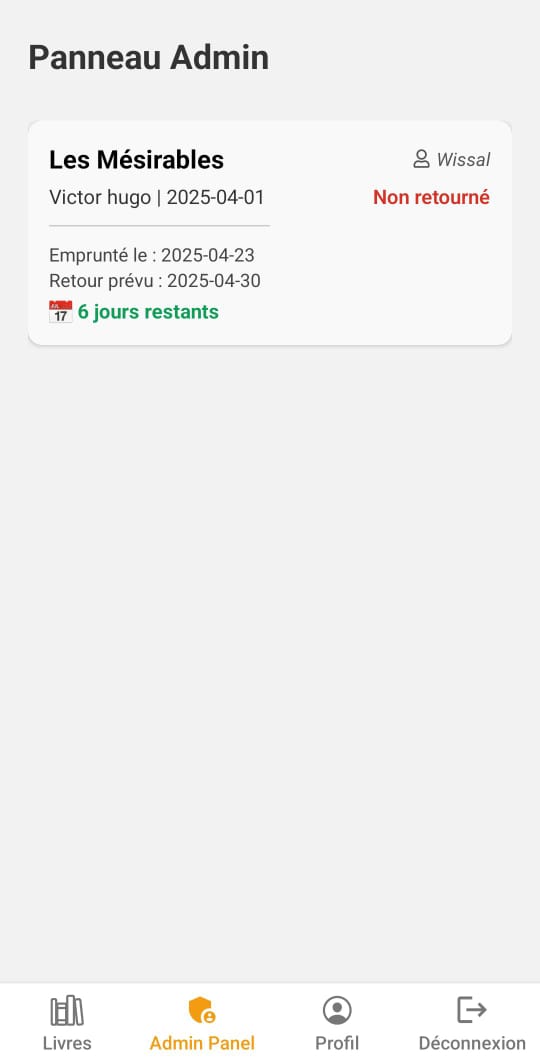 Panneau Admin
Les Mésirables
Wissal
Victor hugo | 2025-04-01
Non retourné
Emprunté le : 2025-04-23
Retour prévu : 2025-04-30
JUL 17 6 jours restants
Livres
Admin Panel
Profil
Déconnexion